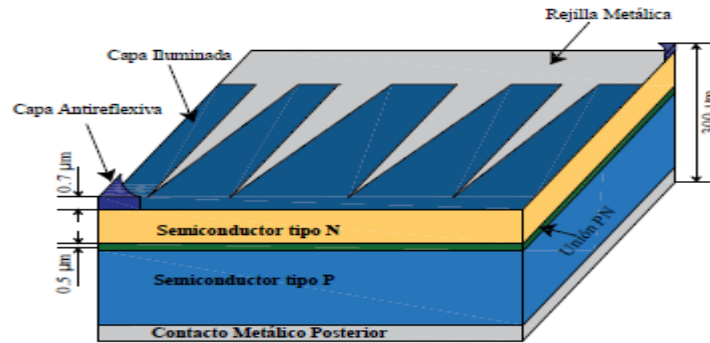 Rejilla Metálica
Capa Iluminada
Capa Antireflexiva
300 µm
0.7 µm
Semiconductor tipo N
Unión PN
0.5 µm
Semiconductor tipo P
Contacto Metálico Posterior